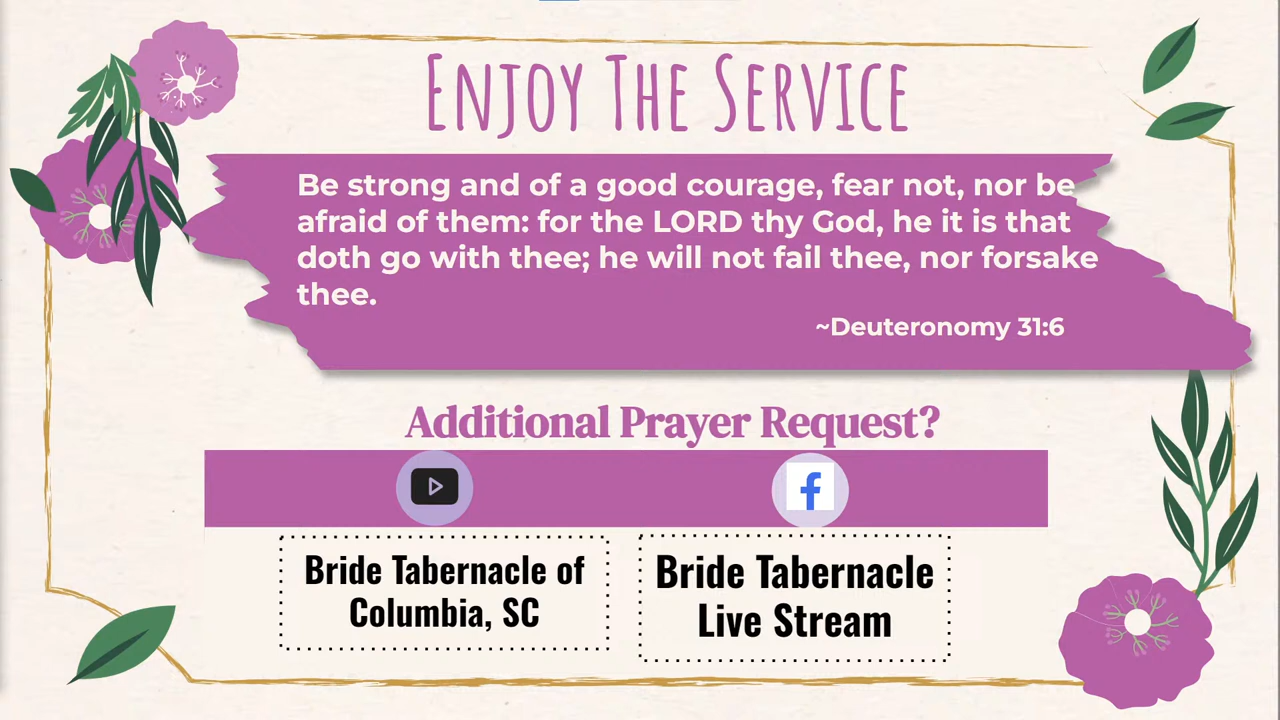 Enjoy The Service
Be strong and of a good courage, fear not, nor be
afraid of them: for the LORD thy God, he it is that
doth go with thee; he will not fail thee, nor forsake
thee.
~Deuteronomy 31:6
Additional Prayer Request?
Bride Tabernacle of
Columbia, SC
Bride Tabernacle
Live Stream